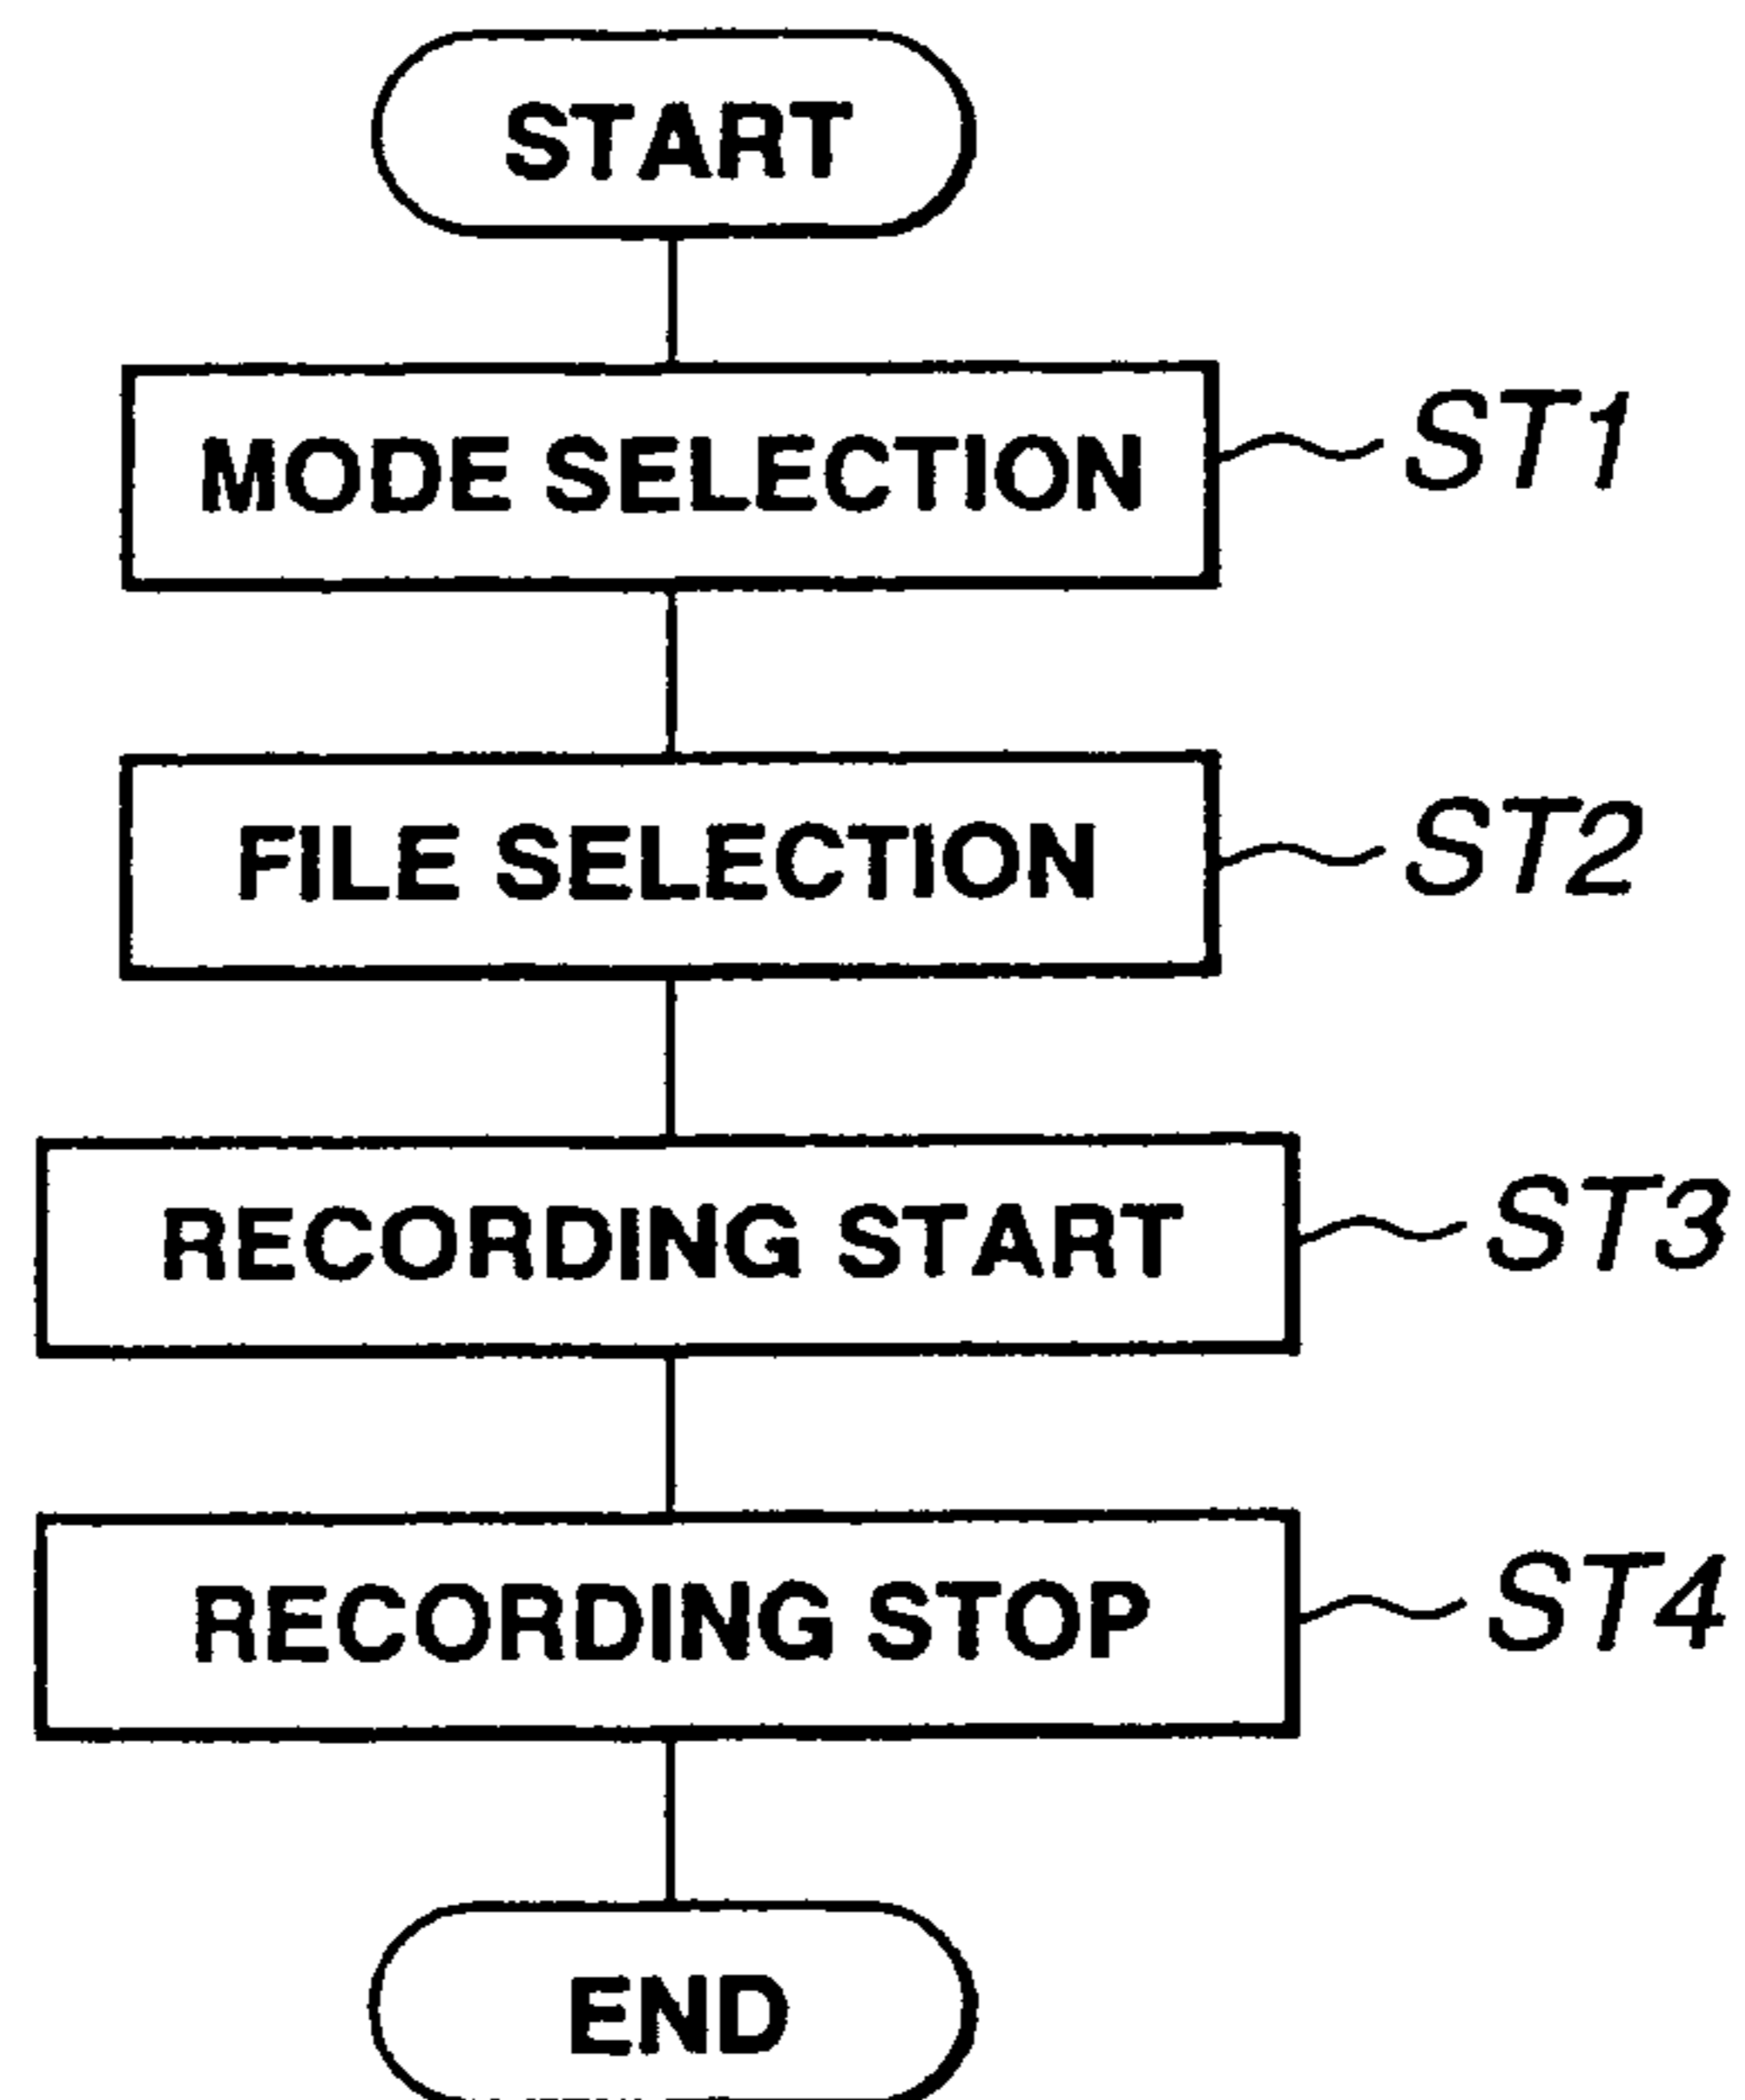 START
MODE SELECTION ST1
FILE SELECTION ST2
RECORDING START ST3
RECORDING STOP ST4
END